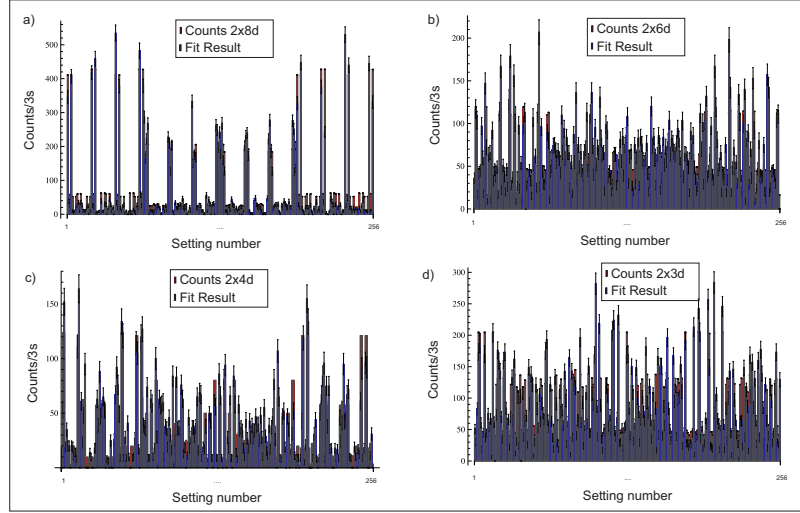 a)
Counts 2x8d
Fit Result
Counts/3s
500
400
300
200
100
0
1
....
256
Setting number
b)
Counts 2x6d
Fit Result
Counts/3s
200
150
100
50
0
1
....
256
Setting number
c)
Counts 2x4d
Fit Result
Counts/3s
150
100
50
1
....
256
Setting number
d)
Counts 2x3d
Fit Result
Counts/3s
300
250
200
150
100
50
0
1
....
256
Setting number